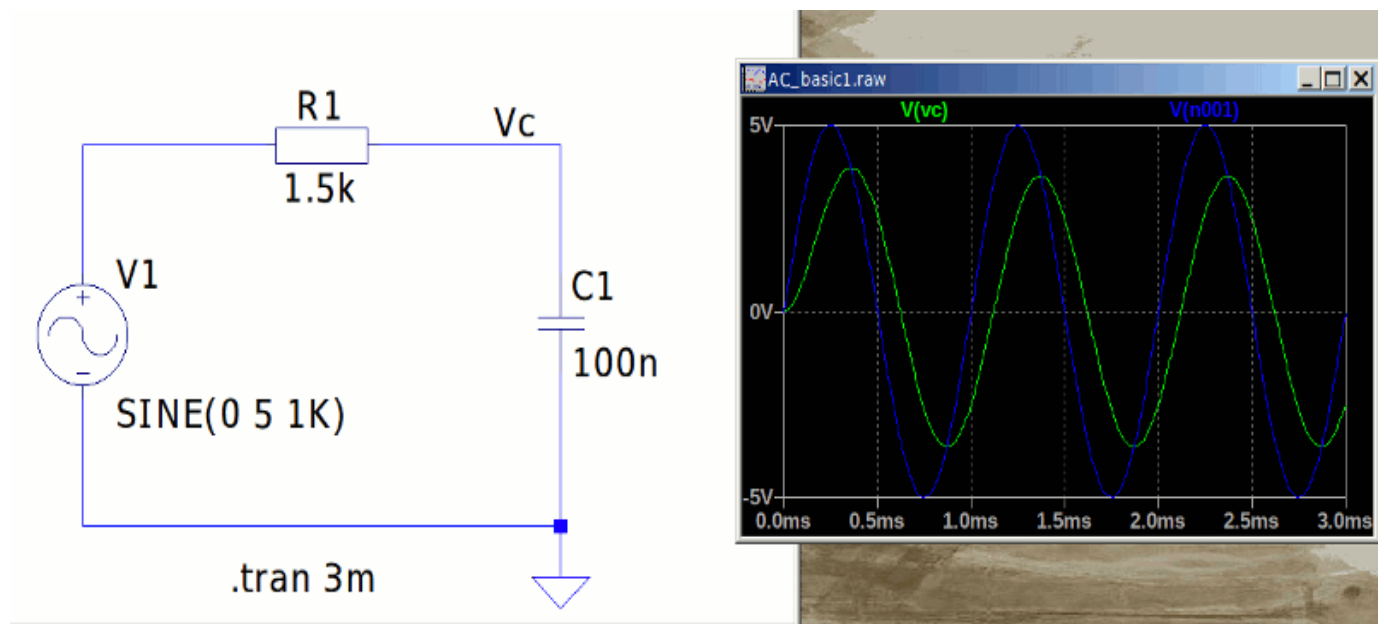 R1
Vc
1.5k
V1
C1
100n
SINE(0 5 1K)
.tran 3m
AC_basic1.raw
V(vc) V(n001)
5V
0V
-5V
0.0ms 0.5ms 1.0ms 1.5ms 2.0ms 2.5ms 3.0ms